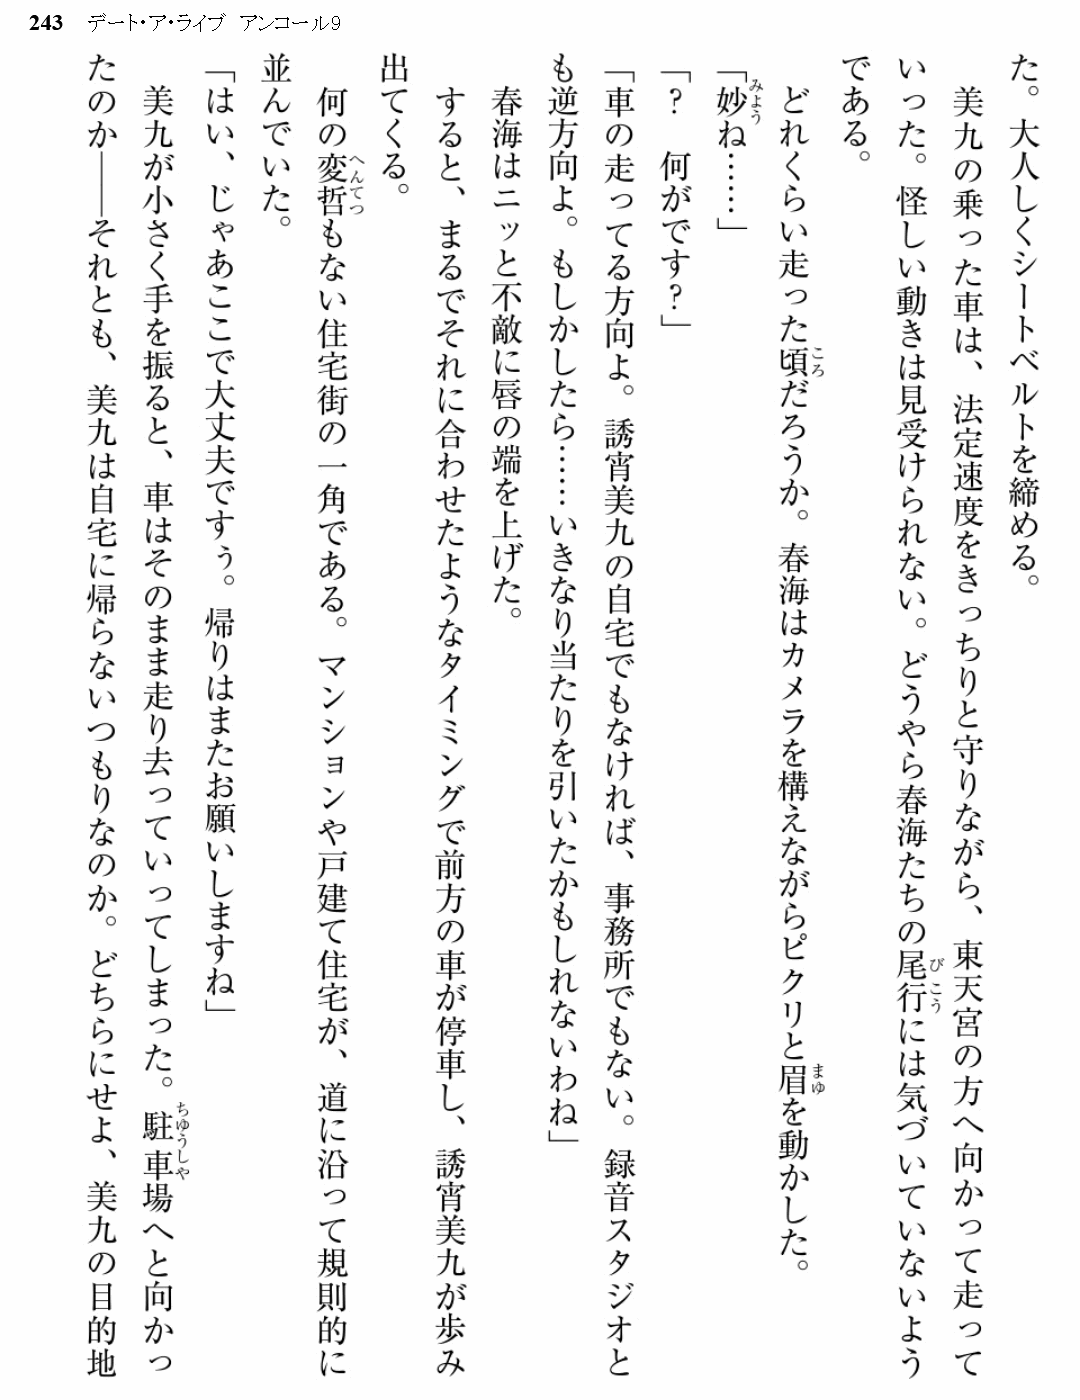 243 デート・ア・ライブ アンコール9
た。大人しくシートベルトを締める。
美九の乗った車は、法定速度をきっちりと守りながら、東天宮の方へ向かって走って
いった。怪しい動きは見受けられない。どうやら春海たちの尾行には気づいていないよう
である。
どれくらい走った頃だろうか。春海はカメラを構えながらピクリと眉を動かした。
「妙ね……」
「? 何がです?」
「車の走ってる方向よ。誘宵美九の自宅でもなければ、事務所でもない。録音スタジオと
も逆方向よ。もしかしたら……いきなり当たりを引いたかもしれないわね」
春海はニッと不敵に唇の端を上げた。
すると、まるでそれに合わせたようなタイミングで前方の車が停車し、誘宵美九が歩み
出てくる。
何の変哲もない住宅街の一角である。マンションや戸建て住宅が、道に沿って規則的に
並んでいた。
「はい、じゃあここで大丈夫ですぅ。帰りはまたお願いしますね」
美九が小さく手を振ると、車はそのまま走り去っていってしまった。駐車場へと向かっ
たのか――それとも、美九は自宅に帰らないつもりなのか。どちらにせよ、美九の目的地